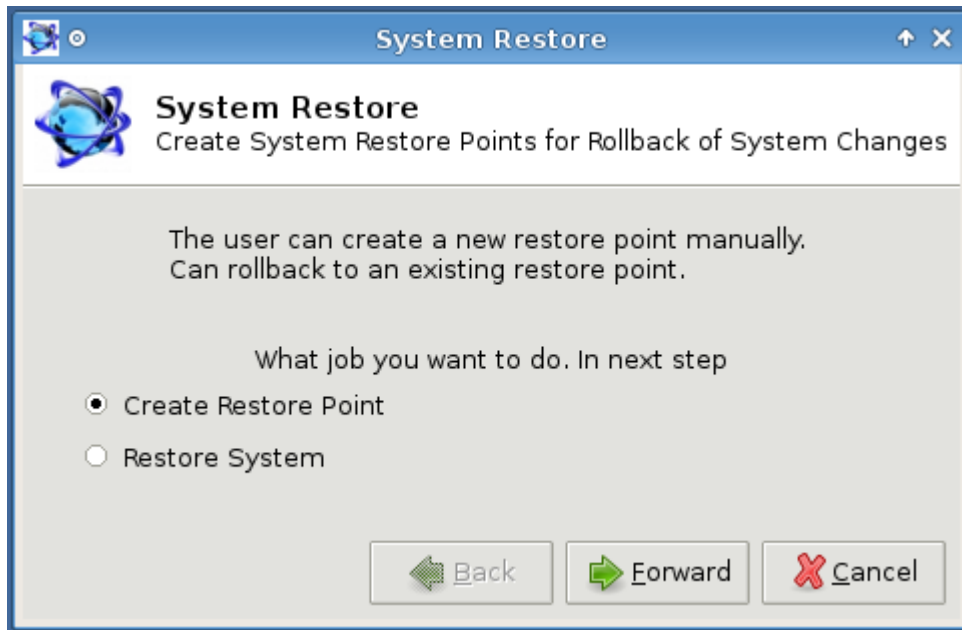 System Restore
System Restore
Create System Restore Points for Rollback of System Changes
The user can create a new restore point manually.
Can rollback to an existing restore point.
What job you want to do. In next step
Create Restore Point
Restore System
Back
Forward
Cancel